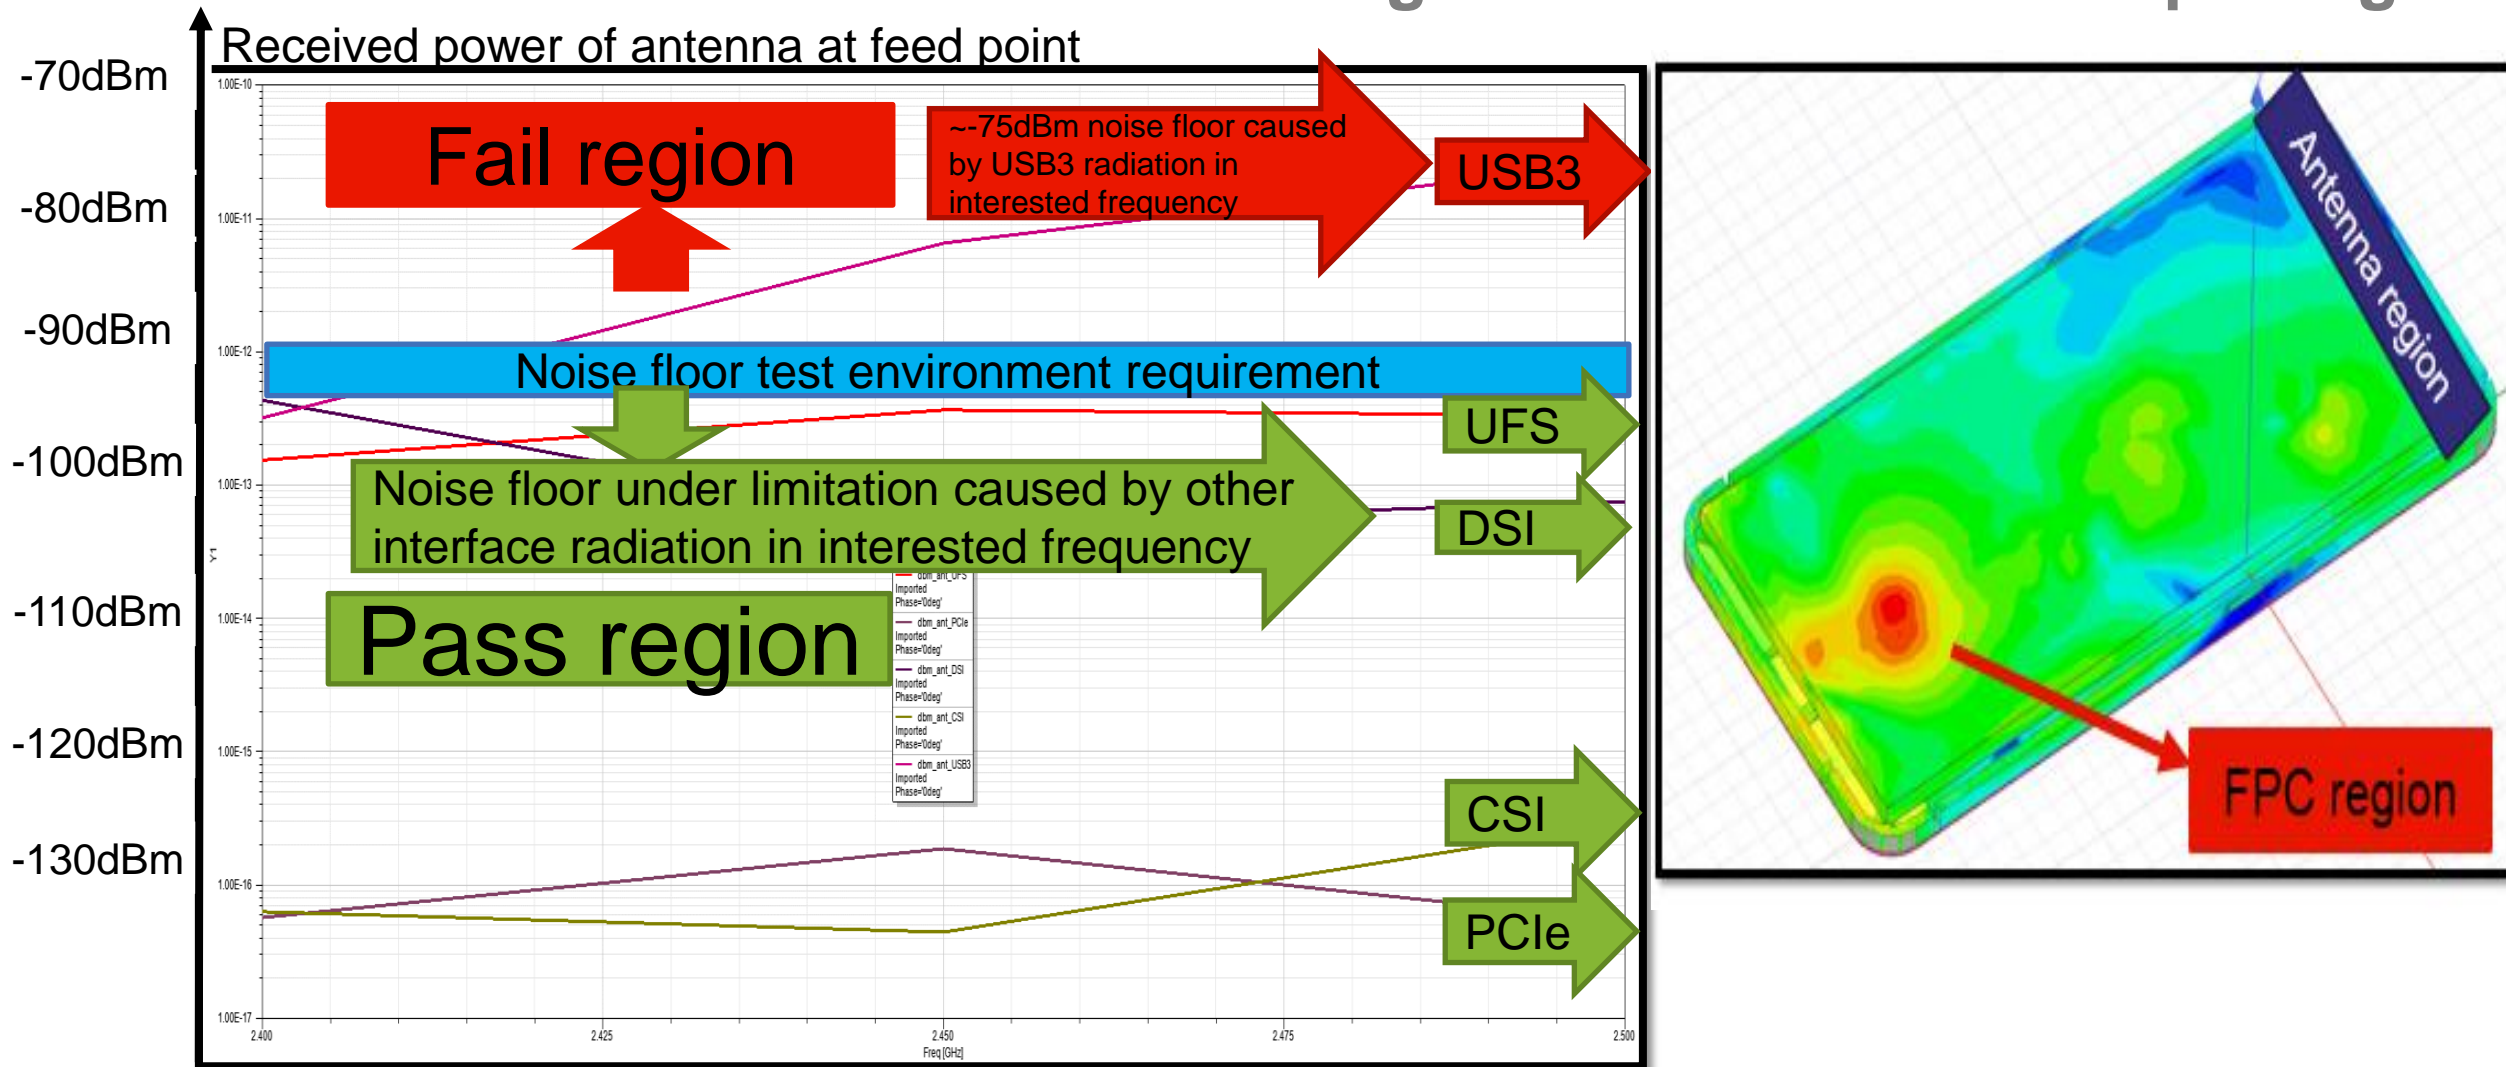 Received power of antenna at feed point
-70dBm
-80dBm
-90dBm
-100dBm
-110dBm
-120dBm
-130dBm
1.00E-10
1.00E-11
1.00E-12
1.00E-13
1.00E-14
1.00E-15
1.00E-16
1.00E-17
Y1
Fail region
~-75dBm noise floor caused
by USB3 radiation in
interested frequency
USB3
Noise floor test environment requirement
UFS
Noise floor under limitation caused by other
interface radiation in interested frequency
DSI
Pass region
dbm_ant_UFS
Imported
Phase='0deg'
dbm_ant_PCIe
Imported
Phase='0deg'
dbm_ant_DSI
Imported
Phase='0deg'
dbm_ant_CSI
Imported
Phase='0deg'
dbm_ant_USB3
Imported
Phase='0deg'
CSI
PCIe
2.400
2.425
2.450
2.475
2.500
Freq [GHz]
Antenna region
FPC region